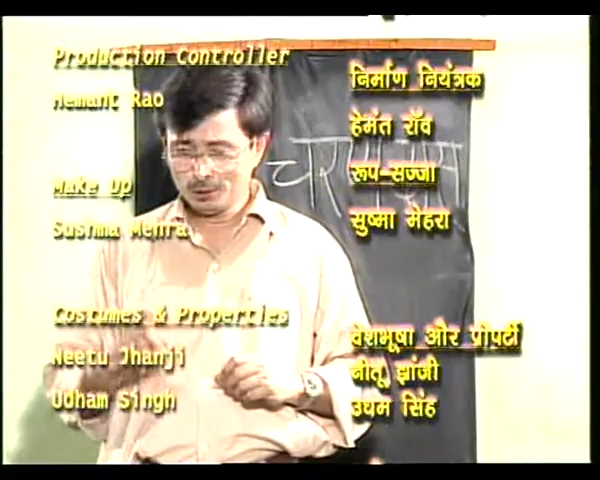 Production Controller
Hemant Rao
Make Up
Sushma Mehra
Costumes & Properties
Neetu Jhanji
Udham Singh
निर्माण नियंत्रक
हेमंत रॉव
रूप-सज्जा
सुष्मा मेहरा
वेशभूषा और प्रोपर्टी
नीतू झांजी
उधम सिंह